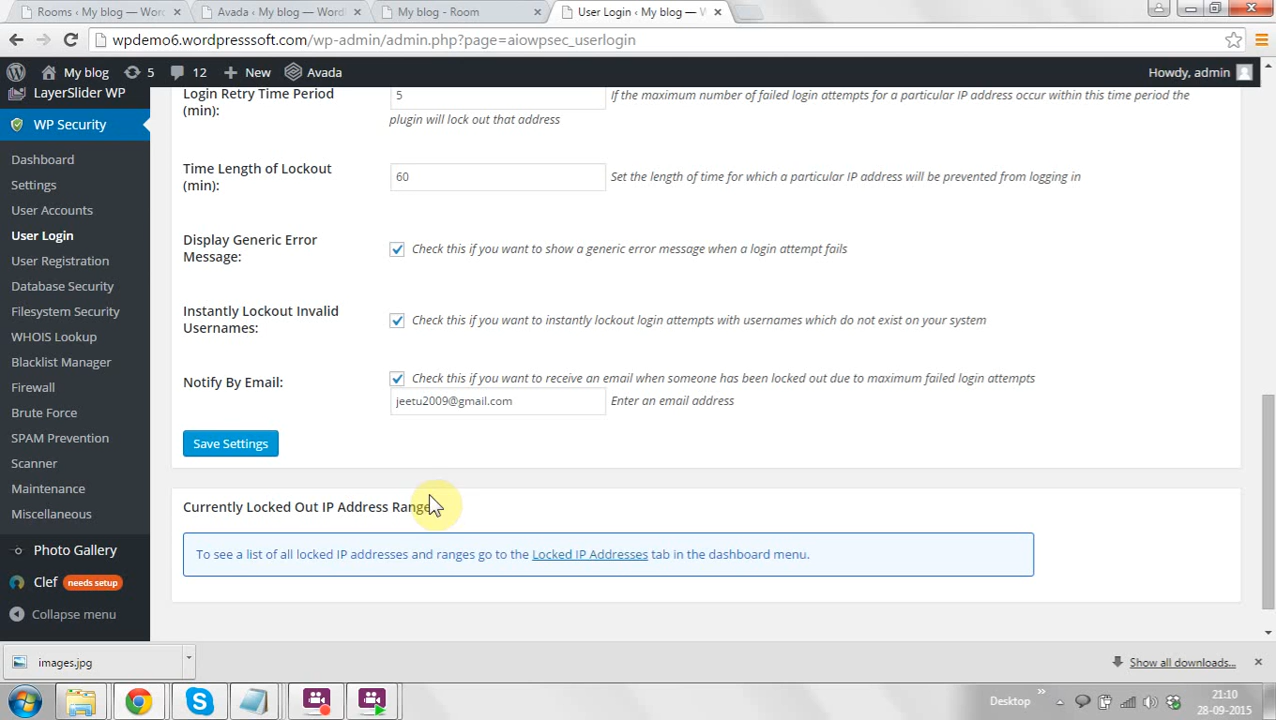 Rooms ‹ My blog — Wordl
Avada ‹ My blog — WordP
My blog - Room
User Login ‹ My blog — W
wpdemo6.wordpresssoft.com/wp-admin/admin.php?page=aiowpsec_userlogin
My blog
5
12
New
Avada
Howdy, admin
LayerSlider WP
WP Security
Dashboard
Settings
User Accounts
User Login
User Registration
Database Security
Filesystem Security
WHOIS Lookup
Blacklist Manager
Firewall
Brute Force
SPAM Prevention
Scanner
Maintenance
Miscellaneous
Photo Gallery
Clef needs setup
Collapse menu
Login Retry Time Period
(min):
5
If the maximum number of failed login attempts for a particular IP address occur within this time period the
plugin will lock out that address
Time Length of Lockout
(min):
60
Set the length of time for which a particular IP address will be prevented from logging in
Display Generic Error
Message:
Check this if you want to show a generic error message when a login attempt fails
Instantly Lockout Invalid
Usernames:
Check this if you want to instantly lockout login attempts with usernames which do not exist on your system
Notify By Email:
Check this if you want to receive an email when someone has been locked out due to maximum failed login attempts
jeetu2009@gmail.com
Enter an email address
Save Settings
Currently Locked Out IP Address Range
To see a list of all locked IP addresses and ranges go to the Locked IP Addresses tab in the dashboard menu.
images.jpg
Show all downloads...
Desktop
21:10
28-09-2015